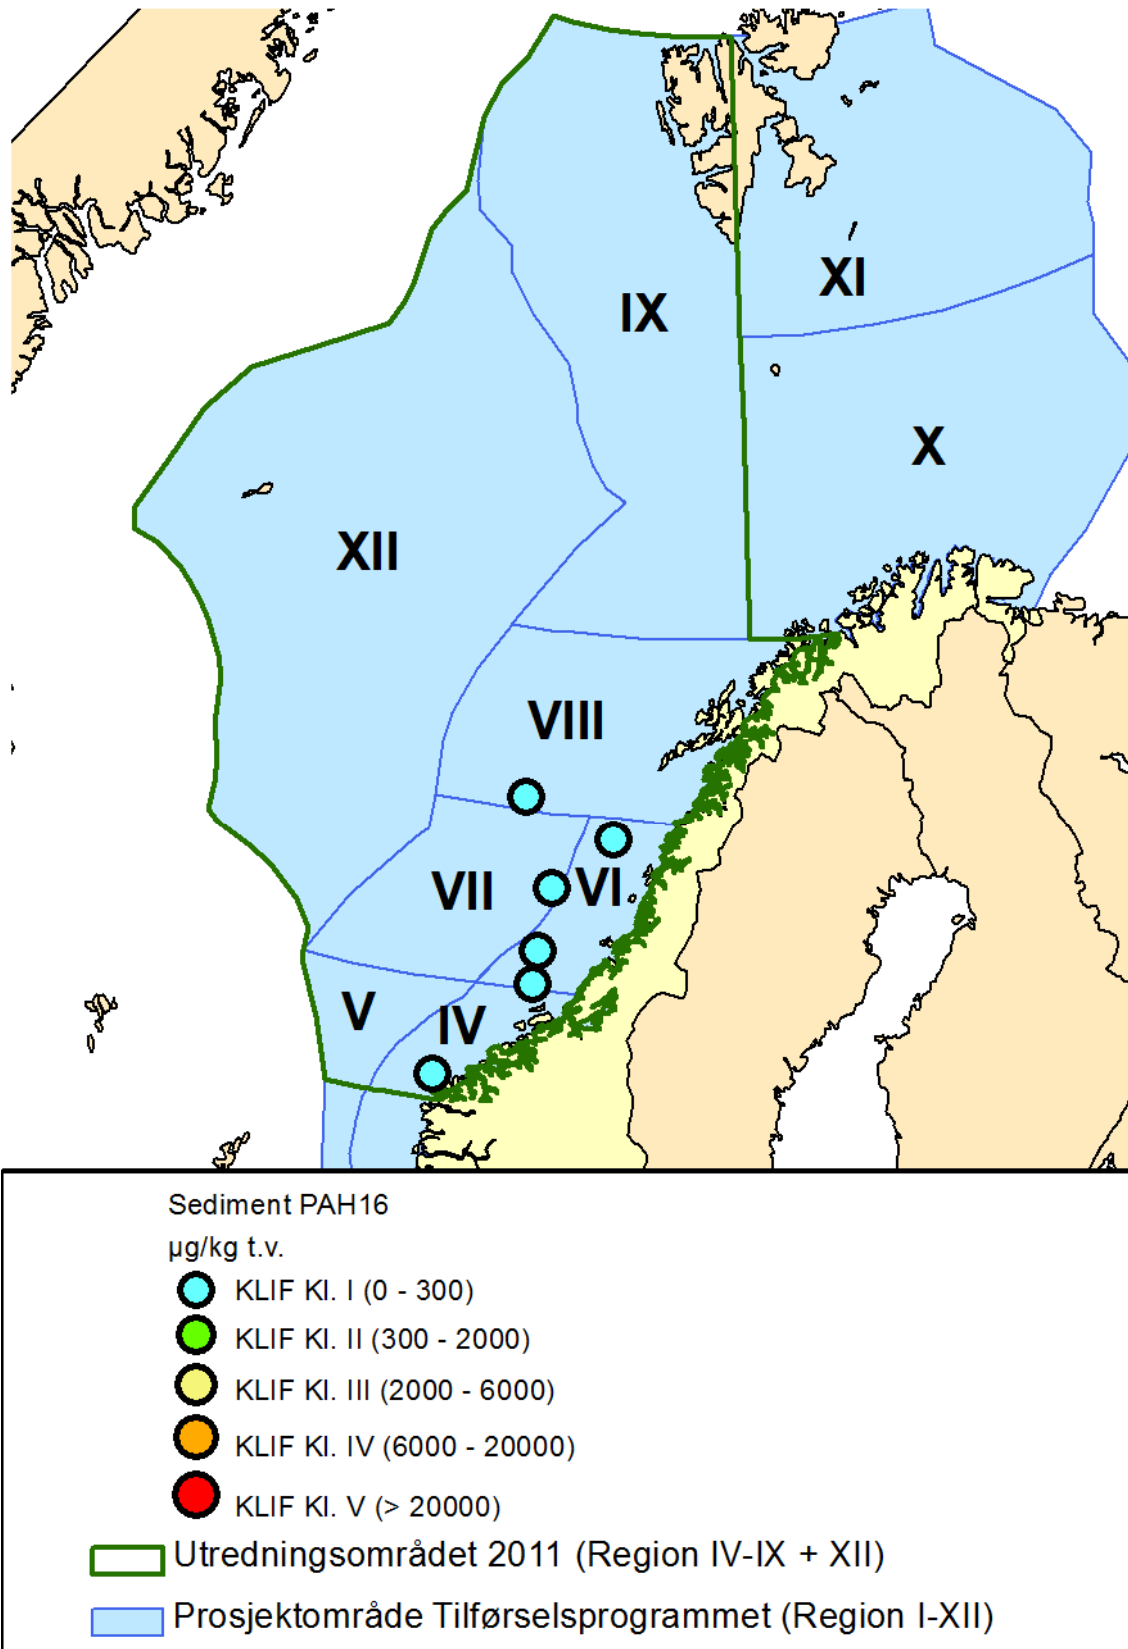 XI
IX
X
XII
VIII
VII
VI
V
IV
Sediment PAH16
µg/kg t.v.
KLIF Kl. I (0 - 300)
KLIF Kl. II (300 - 2000)
KLIF Kl. III (2000 - 6000)
KLIF Kl. IV (6000 - 20000)
KLIF Kl. V (> 20000)
Utredningsområdet 2011 (Region IV-IX + XII)
Prosjektområde Tilførselsprogrammet (Region I-XII)